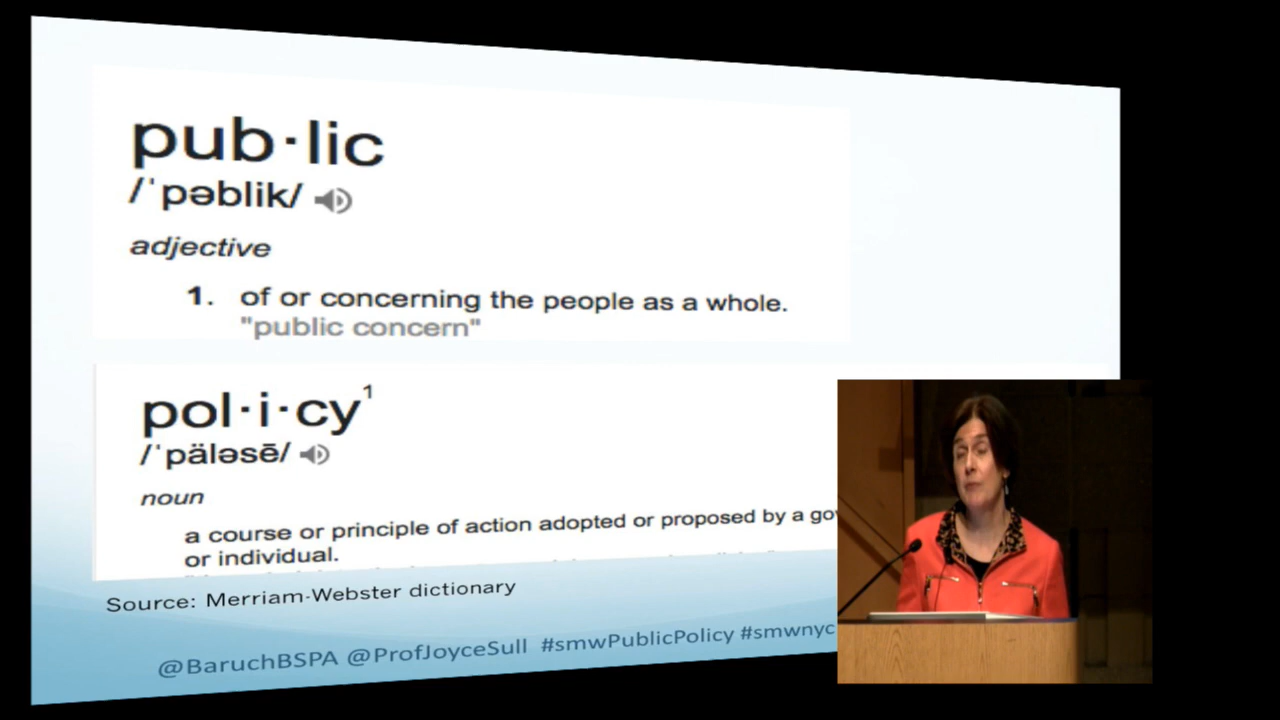 pub·lic
/ˈpəblik/
adjective
1. of or concerning the people as a whole.
"public concern"
pol·i·cy¹
/ˈpäləsē/
noun
a course or principle of action adopted or proposed by a
or individual.
Source: Merriam-Webster dictionary
@BaruchBSPA @ProfJoyceSull #smwPublicPolicy #smwnyc